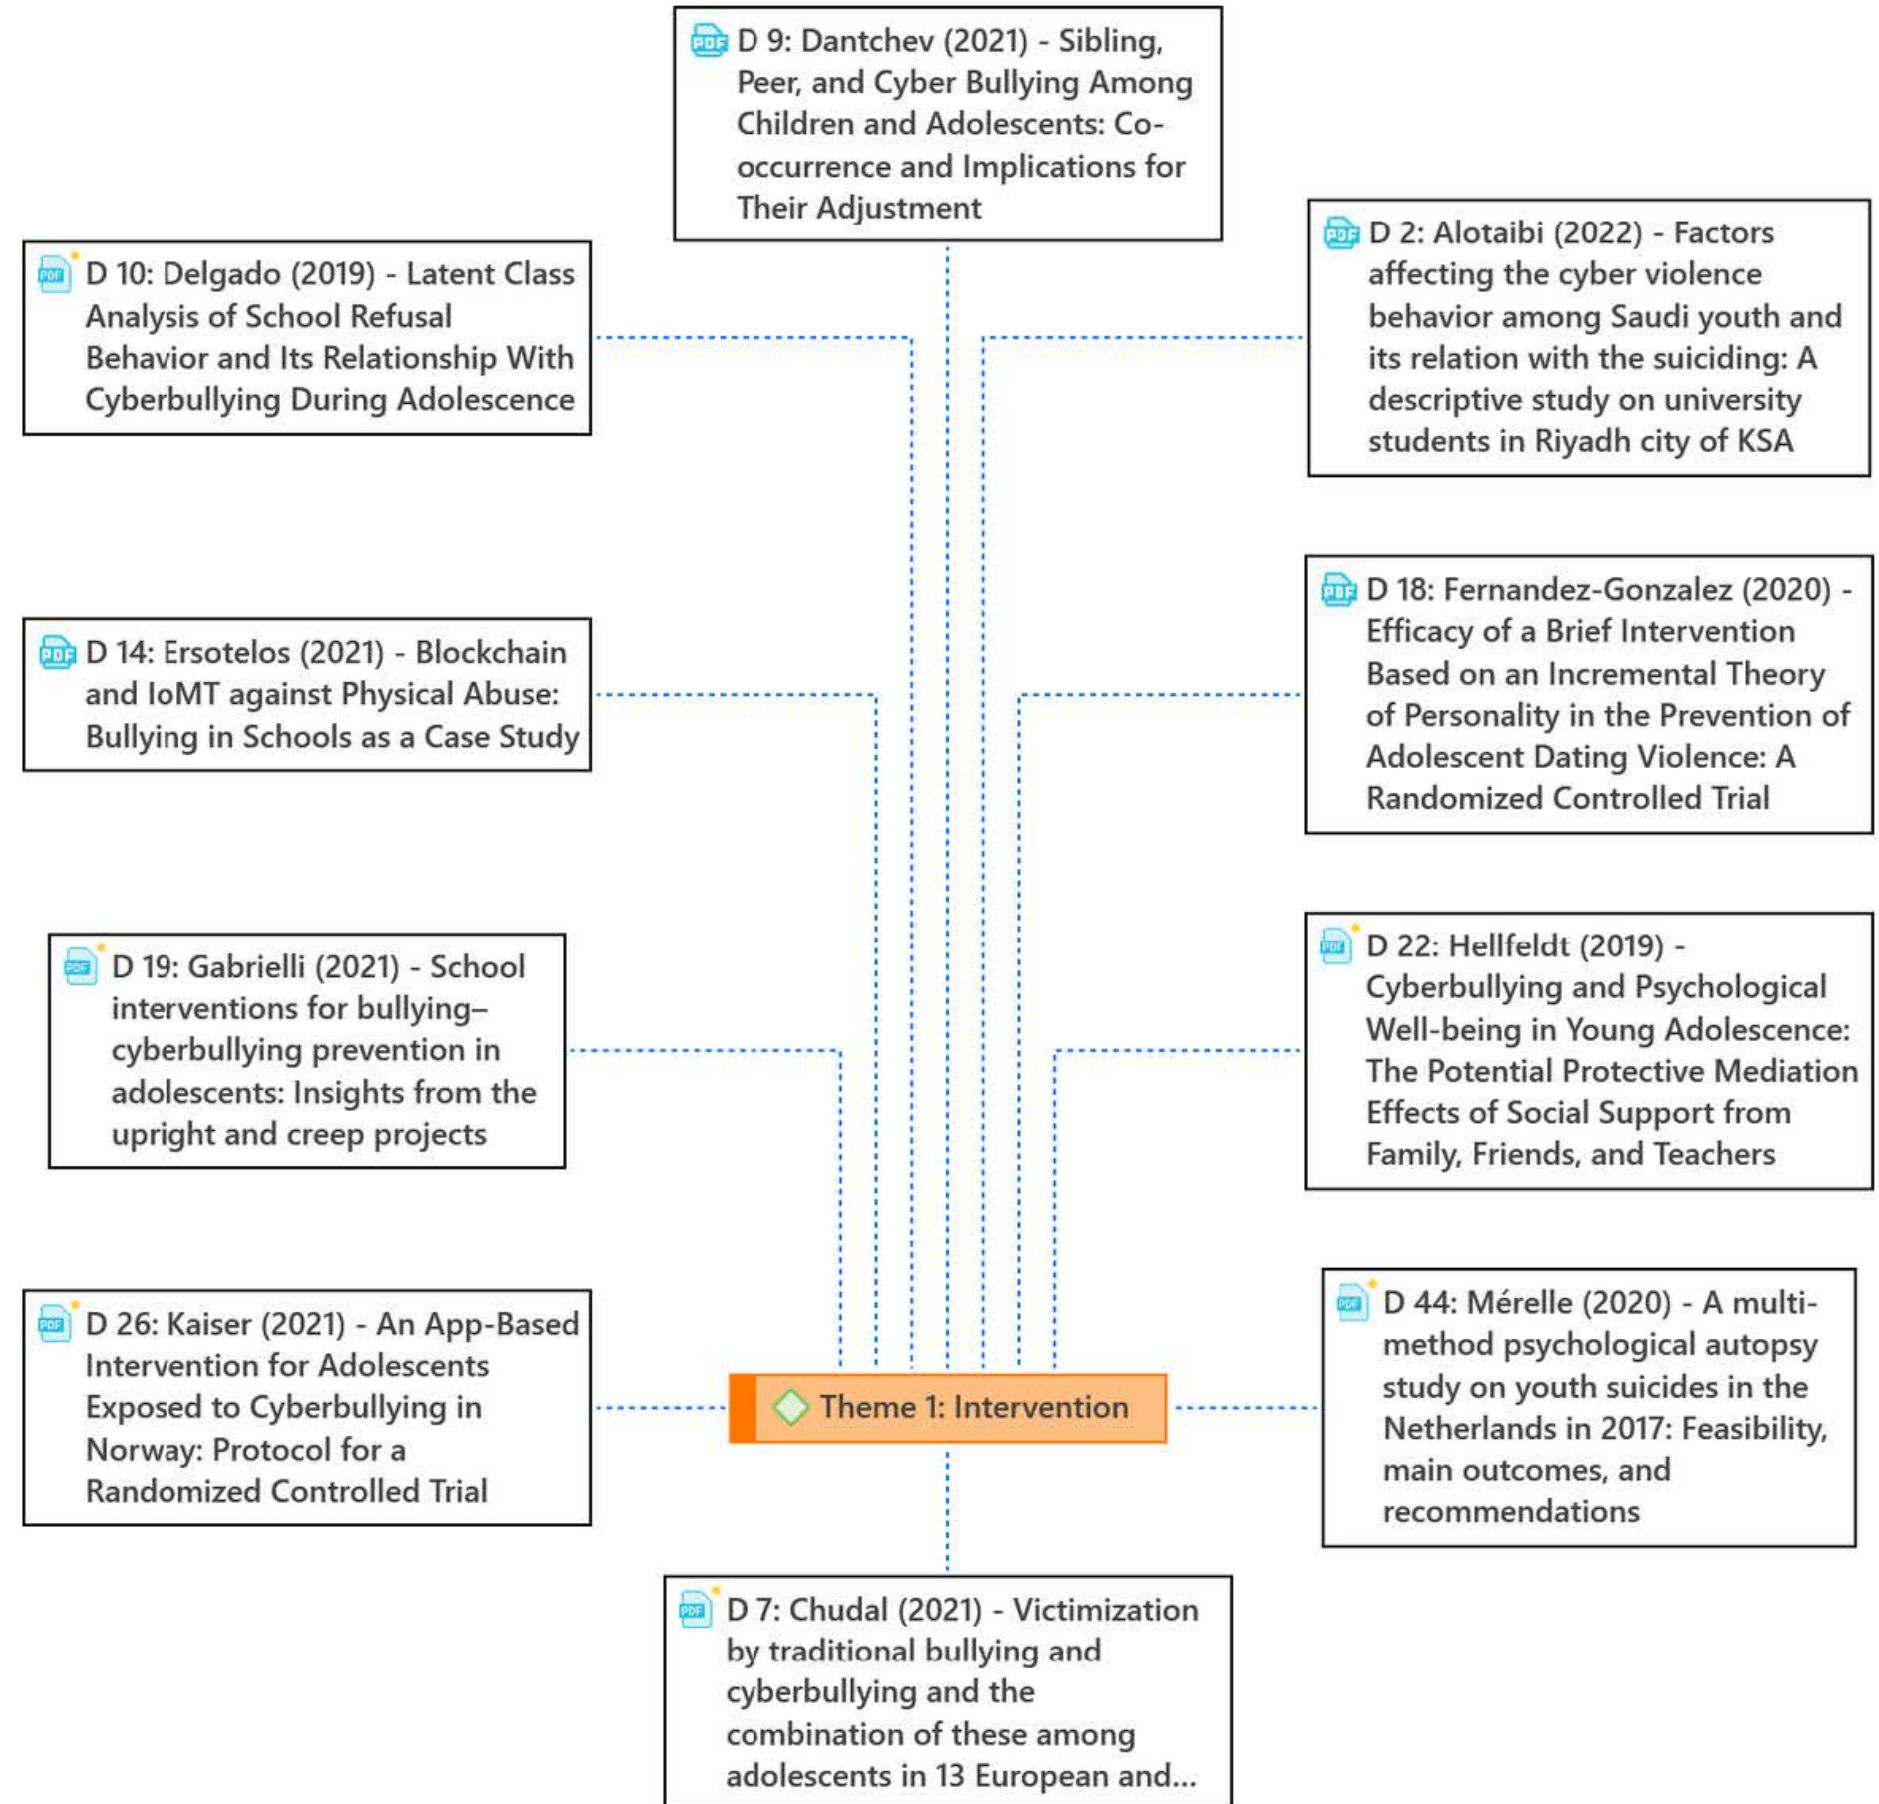 D 9: Dantchev (2021) - Sibling,
Peer, and Cyber Bullying Among
Children and Adolescents: Co-
occurrence and Implications for
Their Adjustment
D 10: Delgado (2019) - Latent Class
Analysis of School Refusal
Behavior and Its Relationship With
Cyberbullying During Adolescence
D 2: Alotaibi (2022) - Factors
affecting the cyber violence
behavior among Saudi youth and
its relation with the suiciding: A
descriptive study on university
students in Riyadh city of KSA
D 14: Ersotelos (2021) - Blockchain
and IoMT against Physical Abuse:
Bullying in Schools as a Case Study
D 18: Fernandez-Gonzalez (2020) -
Efficacy of a Brief Intervention
Based on an Incremental Theory
of Personality in the Prevention of
Adolescent Dating Violence: A
Randomized Controlled Trial
D 19: Gabrielli (2021) - School
interventions for bullying–
cyberbullying prevention in
adolescents: Insights from the
upright and creep projects
D 22: Hellfeldt (2019) -
Cyberbullying and Psychological
Well-being in Young Adolescence:
The Potential Protective Mediation
Effects of Social Support from
Family, Friends, and Teachers
D 26: Kaiser (2021) - An App-Based
Intervention for Adolescents
Exposed to Cyberbullying in
Norway: Protocol for a
Randomized Controlled Trial
Theme 1: Intervention
D 44: Mérelle (2020) - A multi-
method psychological autopsy
study on youth suicides in the
Netherlands in 2017: Feasibility,
main outcomes, and
recommendations
D 7: Chudal (2021) - Victimization
by traditional bullying and
cyberbullying and the
combination of these among
adolescents in 13 European and...